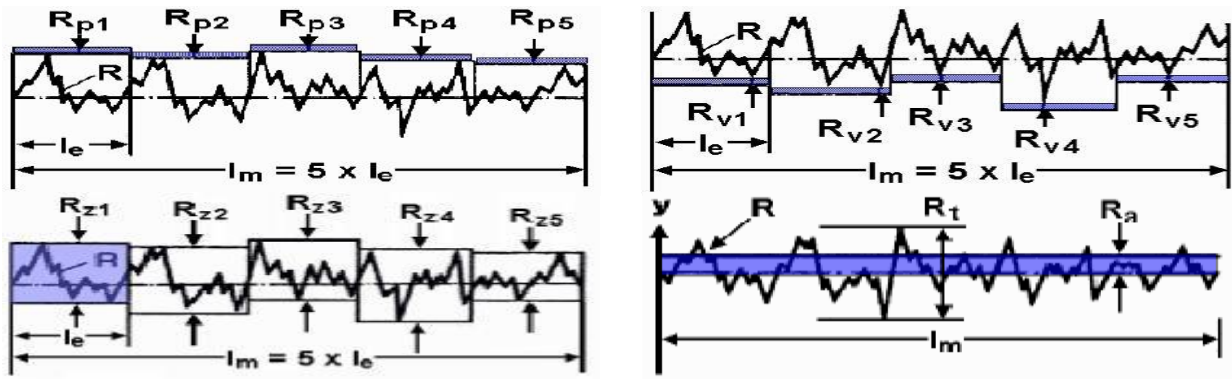 Rp1 Rp2 Rp3 Rp4 Rp5
R
le
lm = 5 x le
R
Rv1 Rv2 Rv3 Rv4 Rv5
le
lm = 5 x le
Rz1 Rz2 Rz3 Rz4 Rz5
R
le
lm = 5 x le
y R Rt Ra
lm